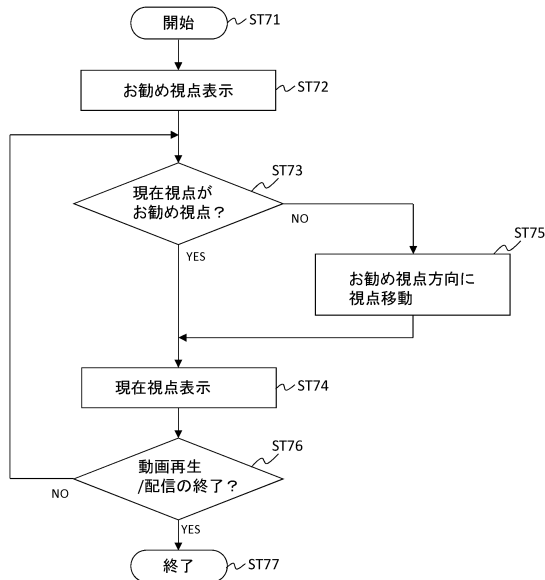 開始
ST71
お勧め視点表示
ST72
現在視点が
お勧め視点？
ST73
NO
YES
ST75
お勧め視点方向に
視点移動
現在視点表示
ST74
動画再生
/配信の終了？
ST76
NO
YES
終了
ST77